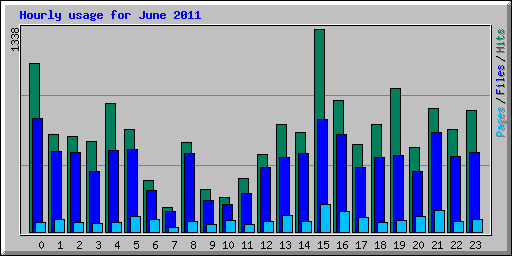 Hourly usage for June 2011
1338
Pages/Files/Hits
0 1 2 3 4 5 6 7 8 9 10 11 12 13 14 15 16 17 18 19 20 21 22 23